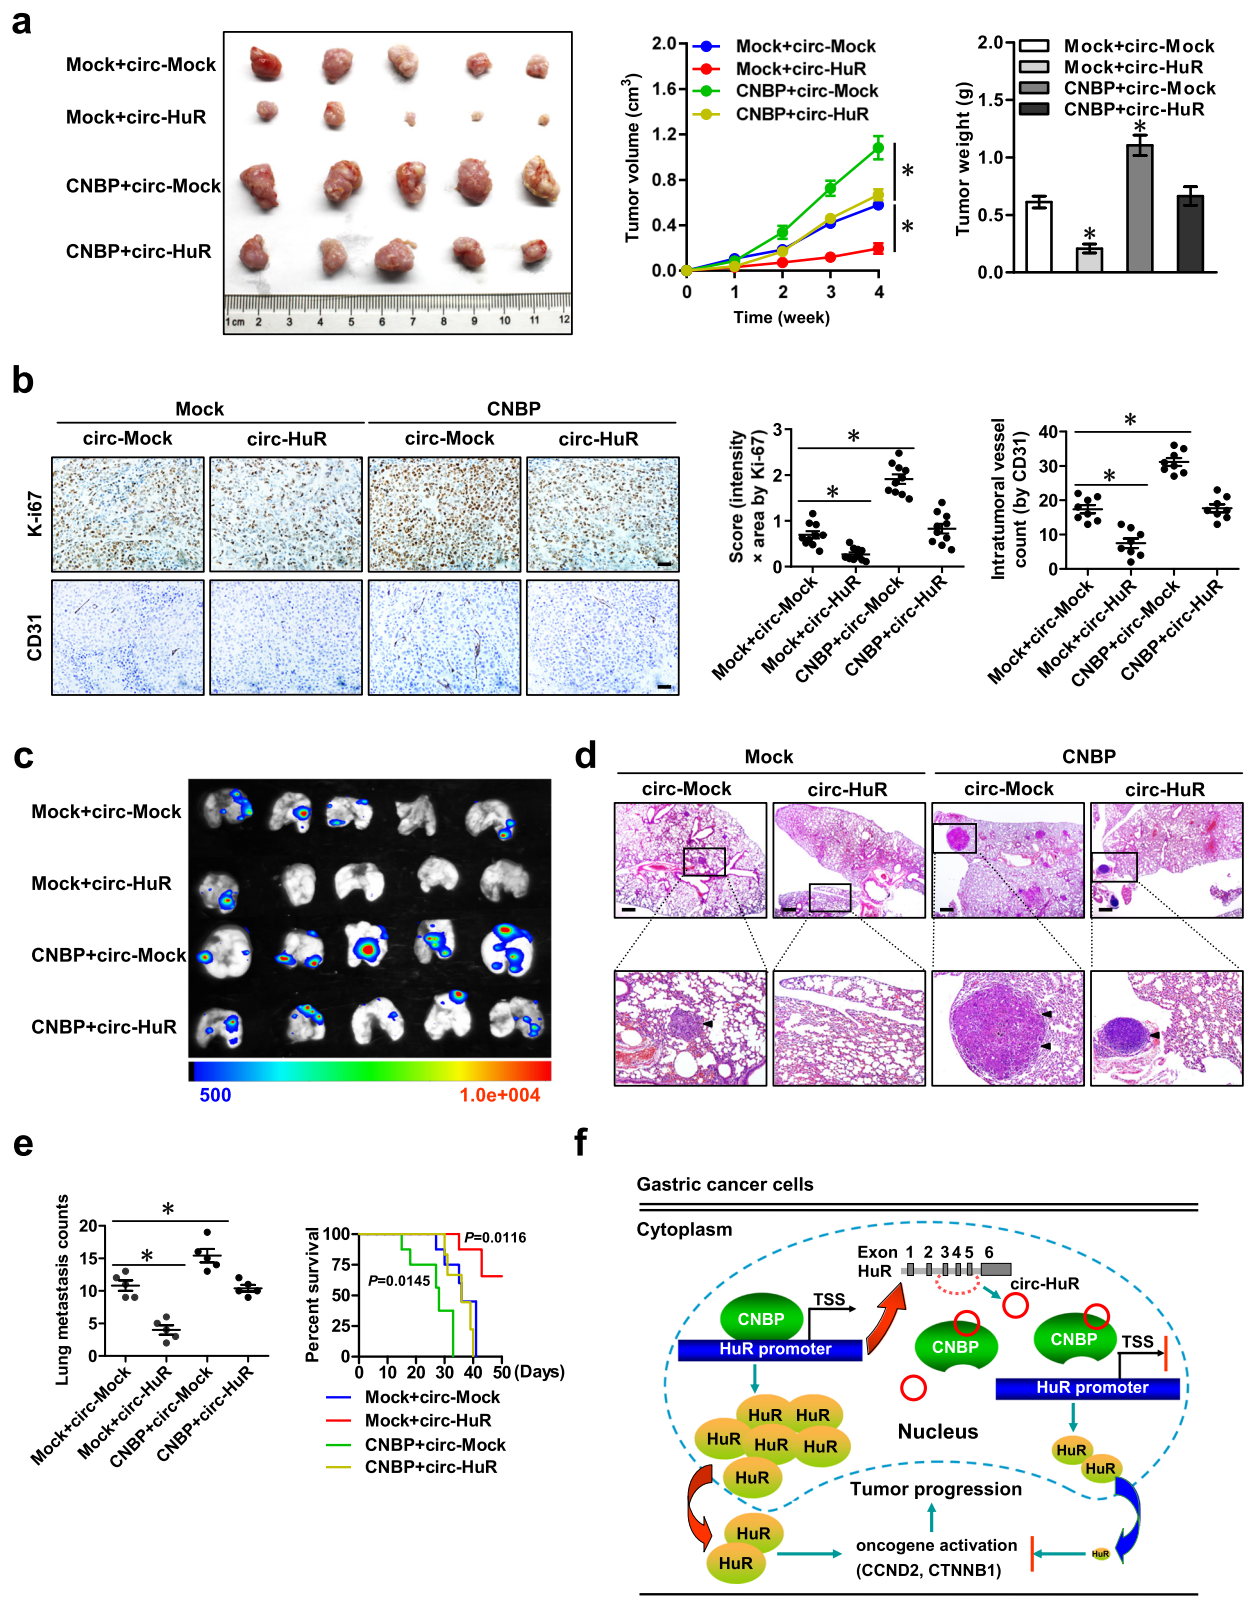 a
Mock+circ-Mock
Mock+circ-HuR
CNBP+circ-Mock
CNBP+circ-HuR
1cm 2 3 4 5 6 7 8 9 10 11 12
Tumor volume (cm3)
2.0
1.6
1.2
0.8
0.4
0.0
0 1 2 3 4
Time (week)
Mock+circ-Mock
Mock+circ-HuR
CNBP+circ-Mock
CNBP+circ-HuR
*
*
Tumor weight (g)
2.0
1.5
1.0
0.5
0.0
Mock+circ-Mock
Mock+circ-HuR
CNBP+circ-Mock
CNBP+circ-HuR
*
*
b
Mock CNBP
circ-Mock circ-HuR circ-Mock circ-HuR
K-i67
CD31
Score (intensity
× area by Ki-67)
3
2
1
0
*
*
Mock+circ-Mock
Mock+circ-HuR
CNBP+circ-Mock
CNBP+circ-HuR
Intratumoral vessel
count (by CD31)
40
30
20
10
0
*
*
Mock+circ-Mock
Mock+circ-HuR
CNBP+circ-Mock
CNBP+circ-HuR
c
Mock+circ-Mock
Mock+circ-HuR
CNBP+circ-Mock
CNBP+circ-HuR
500 1.0e+004
d
Mock CNBP
circ-Mock circ-HuR circ-Mock circ-HuR
e
Lung metastasis counts
20
15
10
5
0
*
*
Mock+circ-Mock
Mock+circ-HuR
CNBP+circ-Mock
CNBP+circ-HuR
Percent survival
100
75
50
25
0
P=0.0116
P=0.0145
0 10 20 30 40 50 (Days)
Mock+circ-Mock
Mock+circ-HuR
CNBP+circ-Mock
CNBP+circ-HuR
f
Gastric cancer cells
Cytoplasm
Exon 1 2 3 4 5 6
HuR
circ-HuR
CNBP
TSS
HuR promoter
CNBP
CNBP
TSS
HuR promoter
HuR HuR
HuR HuR HuR
HuR
Nucleus
HuR
HuR
Tumor progression
HuR
HuR
oncogene activation
(CCND2, CTNNB1)
HuR